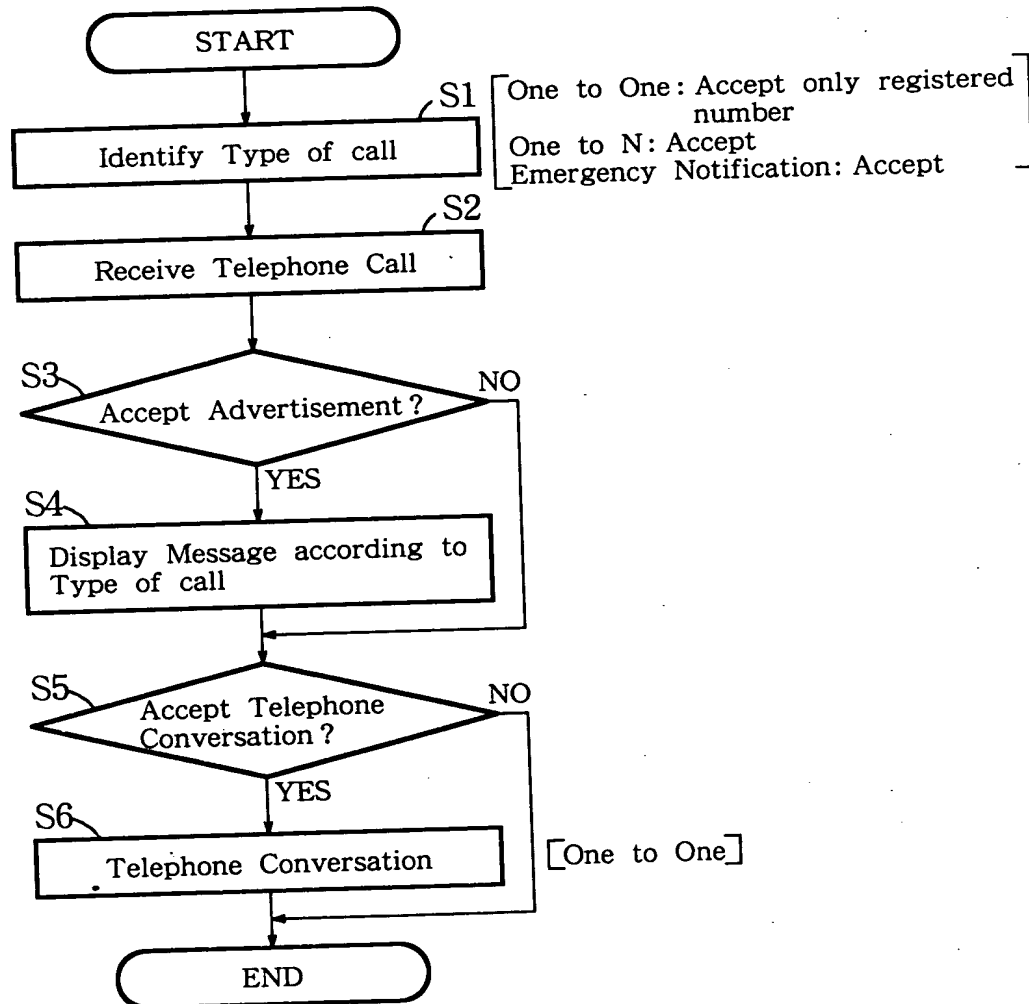 START
S1
One to One: Accept only registered
number
One to N: Accept
Emergency Notification: Accept
Identify Type of call
S2
Receive Telephone Call
S3
NO
Accept Advertisement?
YES
S4
Display Message according to
Type of call
S5
NO
Accept Telephone
Conversation?
YES
S6
Telephone Conversation
[One to One]
END